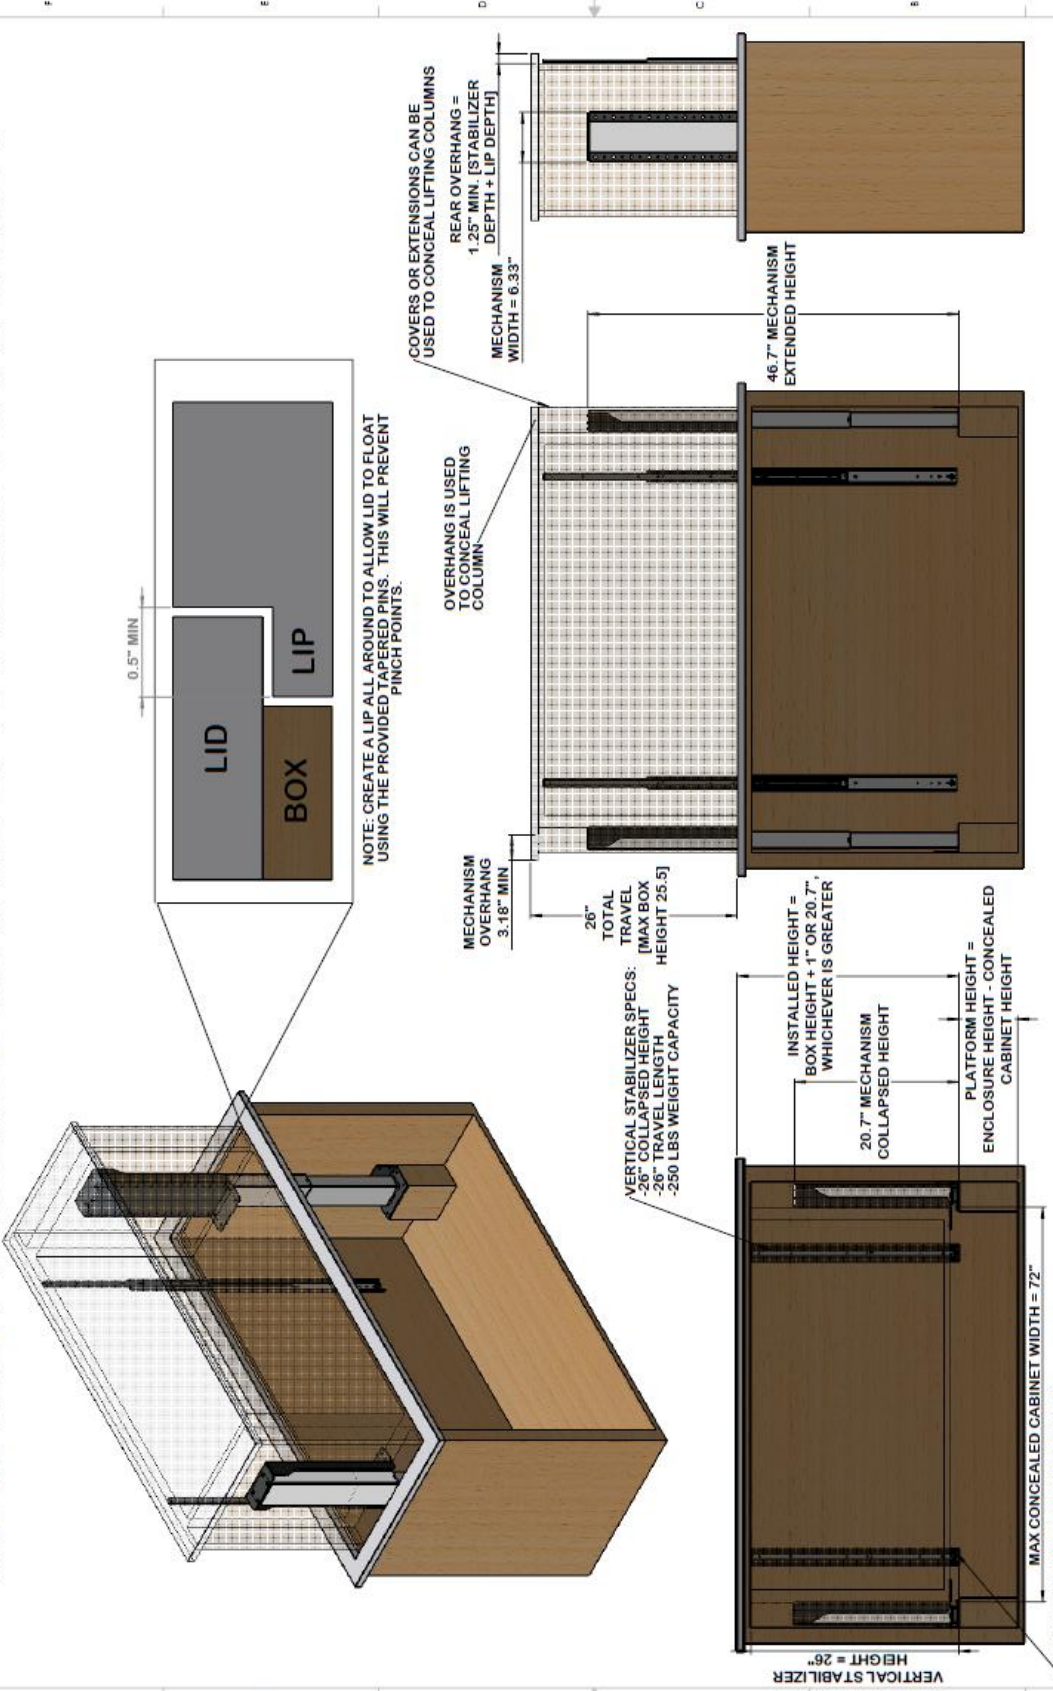 F
E
D
C
B
0.5" MIN
LID
BOX
LIP
NOTE: CREATE A LIP ALL AROUND TO ALLOW LID TO FLOAT
USING THE PROVIDED TAPERED PINS. THIS WILL PREVENT
PINCH POINTS.
COVERS OR EXTENSIONS CAN BE
USED TO CONCEAL LIFTING COLUMNS
REAR OVERHANG =
1.25" MIN. [STABILIZER
DEPTH + LIP DEPTH]
MECHANISM
WIDTH = 6.33"
OVERHANG IS USED
TO CONCEAL LIFTING
COLUMN
MECHANISM
OVERHANG
3.18" MIN
26"
TOTAL
TRAVEL
[MAX BOX
HEIGHT 25.5]
46.7" MECHANISM
EXTENDED HEIGHT
VERTICAL STABILIZER SPECS:
-26" COLLAPSED HEIGHT
-26" TRAVEL LENGTH
-250 LBS WEIGHT CAPACITY
INSTALLED HEIGHT =
BOX HEIGHT + 1" OR 20.7",
WHICHEVER IS GREATER
20.7" MECHANISM
COLLAPSED HEIGHT
PLATFORM HEIGHT =
ENCLOSURE HEIGHT - CONCEALED
CABINET HEIGHT
MAX CONCEALED CABINET WIDTH = 72"
VERTICAL STABILIZER
HEIGHT = 26"